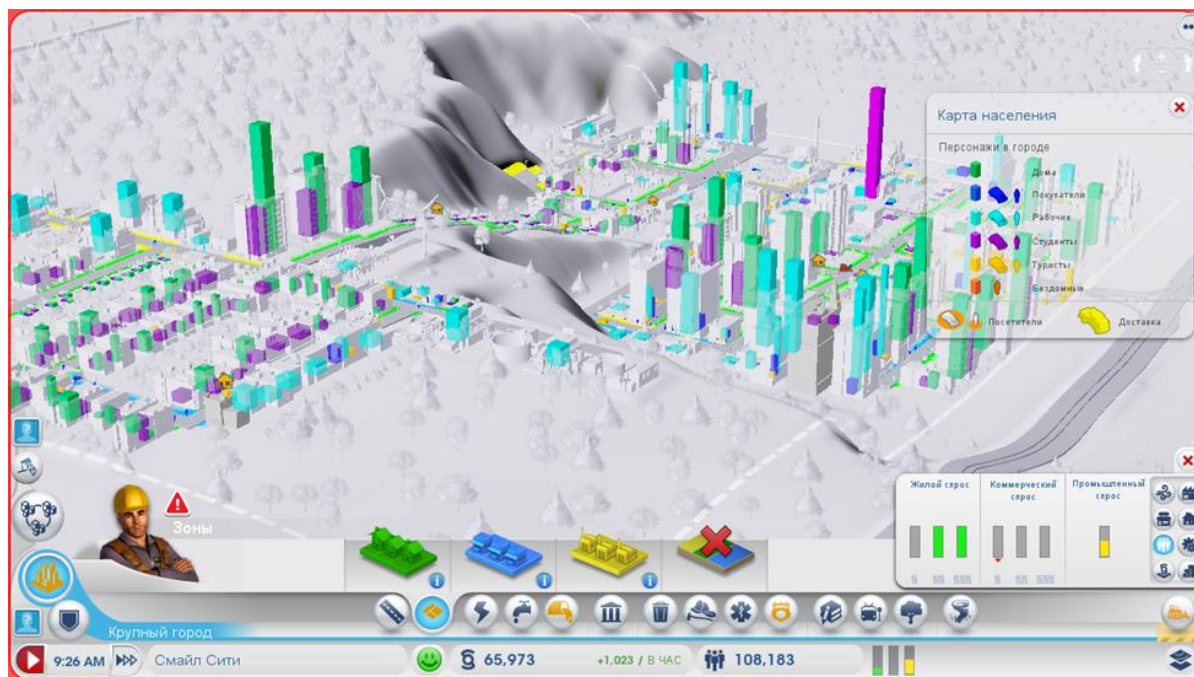 Карта населения
Персонажи в городе
Дома
Покупатели
Рабочие
Студенты
Туристы
Бездомные
Посетители
Доставка
Жилой спрос
Коммерческий спрос
Промышленный спрос
$ $$ $$$
$ $$ $$$
Зоны
Крупный город
9:26 AM
Смайл Сити
65,973
+1,023 / В ЧАС
108,183